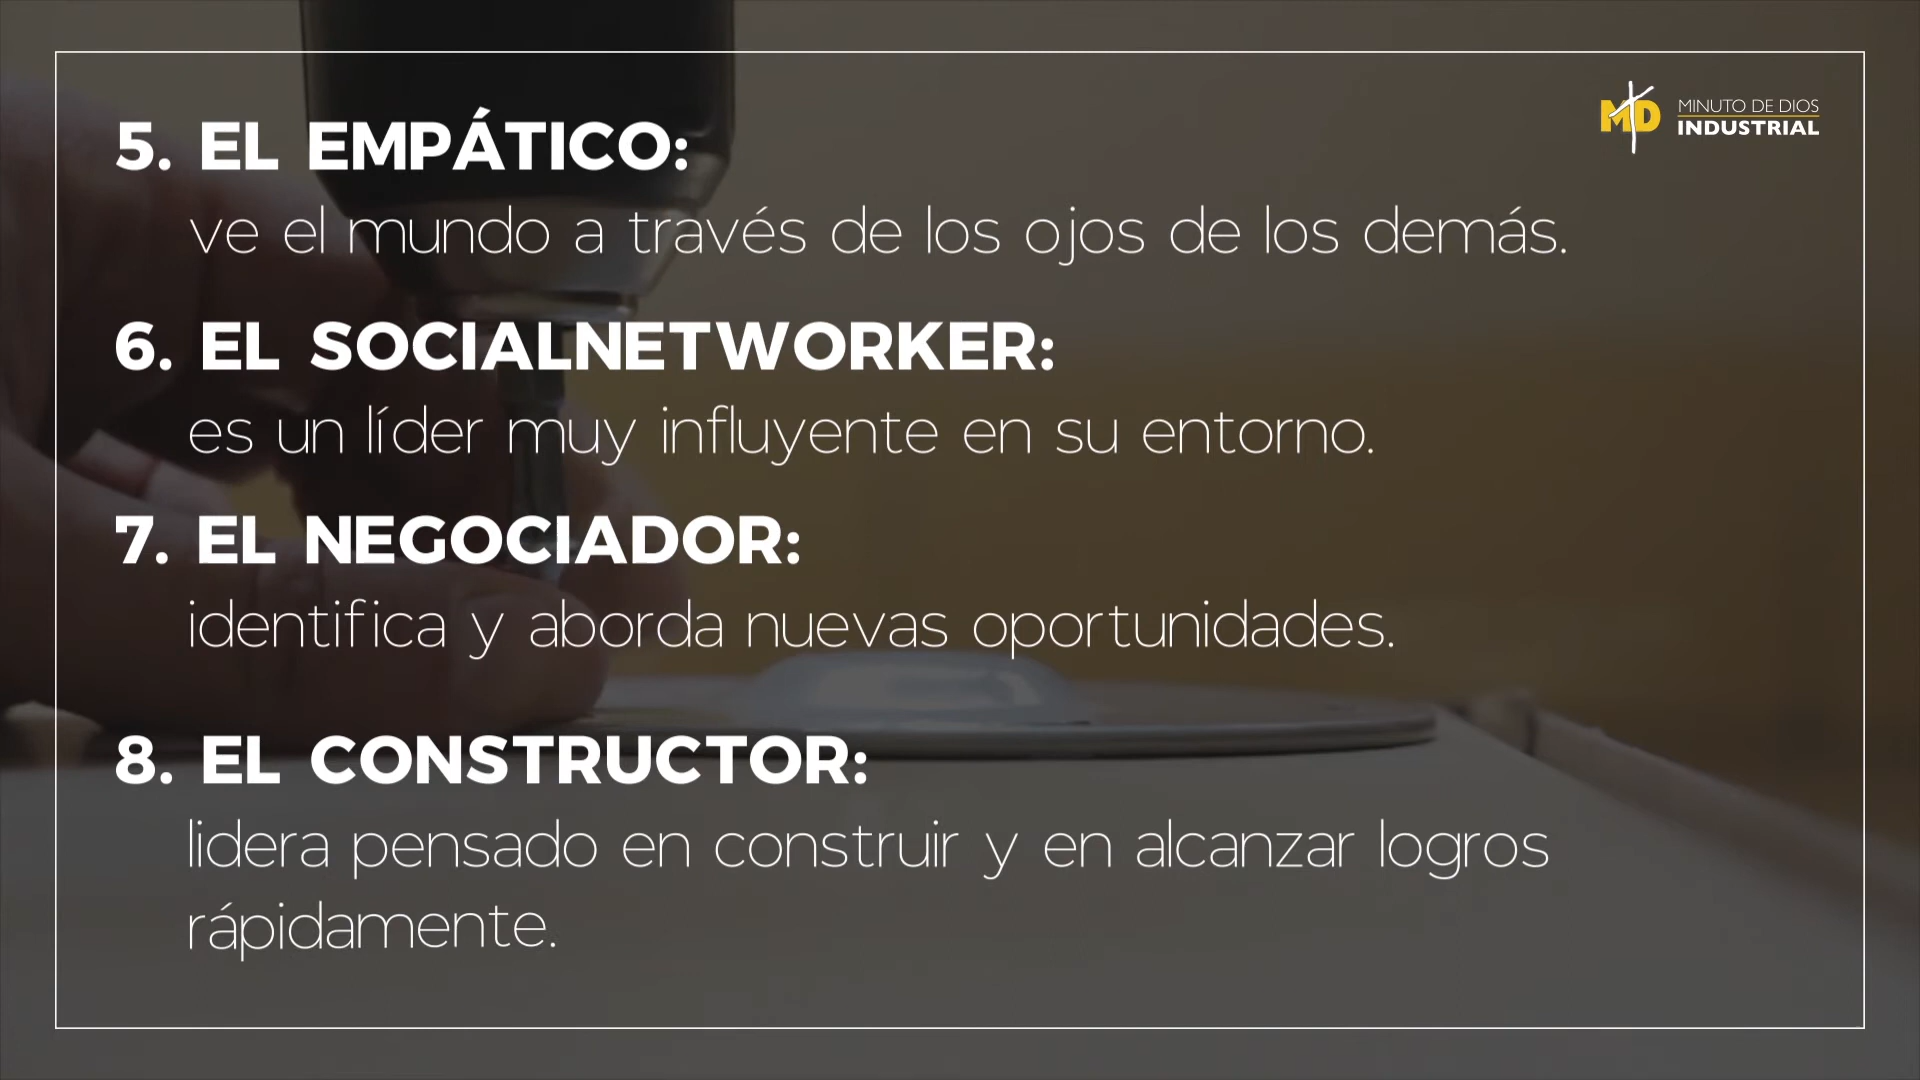 MD MINUTO DE DIOS
INDUSTRIAL
5. EL EMPÁTICO:
ve el mundo a través de los ojos de los demás.
6. EL SOCIALNETWORKER:
es un líder muy influyente en su entorno.
7. EL NEGOCIADOR:
identifica y aborda nuevas oportunidades.
8. EL CONSTRUCTOR:
lidera pensado en construir y en alcanzar logros
rápidamente.